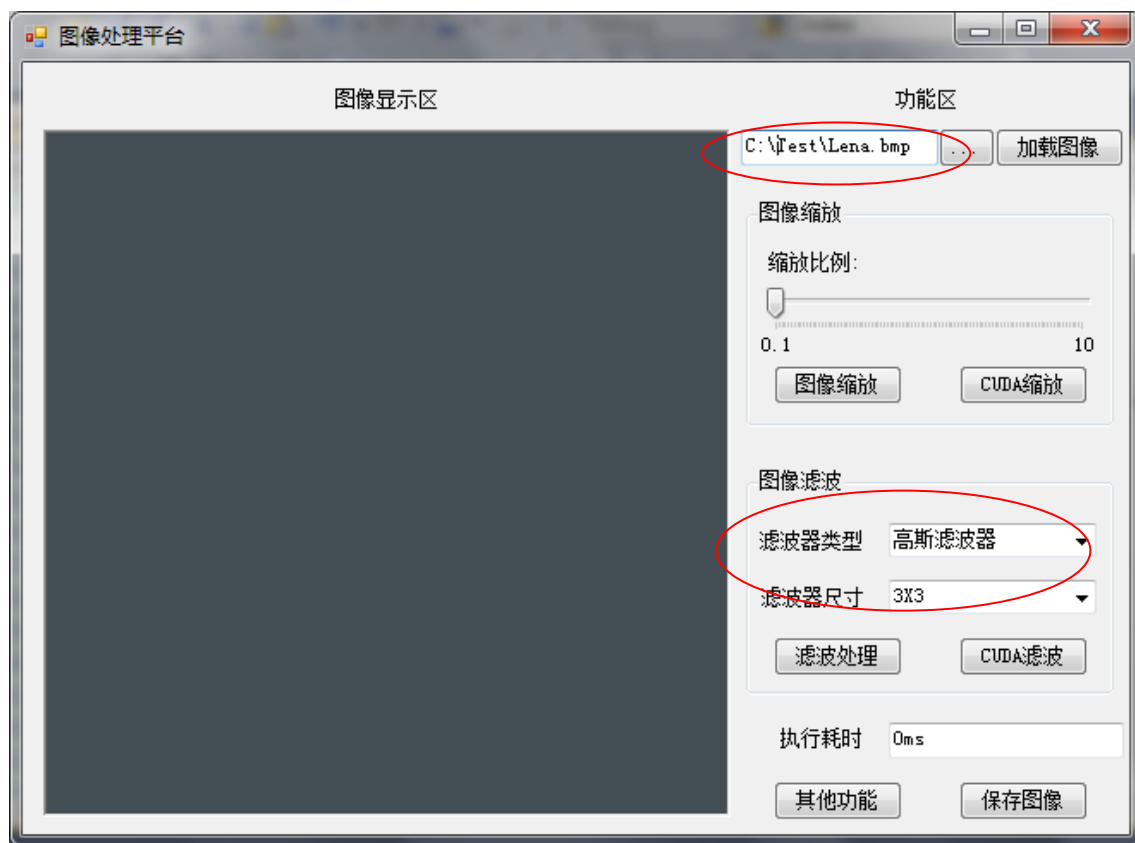 图像处理平台
图像显示区
功能区
C:\Test\Lena.bmp ... 加载图像
图像缩放
缩放比例:
0.1 10
图像缩放 CUDA缩放
图像滤波
滤波器类型 高斯滤波器
滤波器尺寸 3X3
滤波处理 CUDA滤波
执行耗时 0ms
其他功能 保存图像